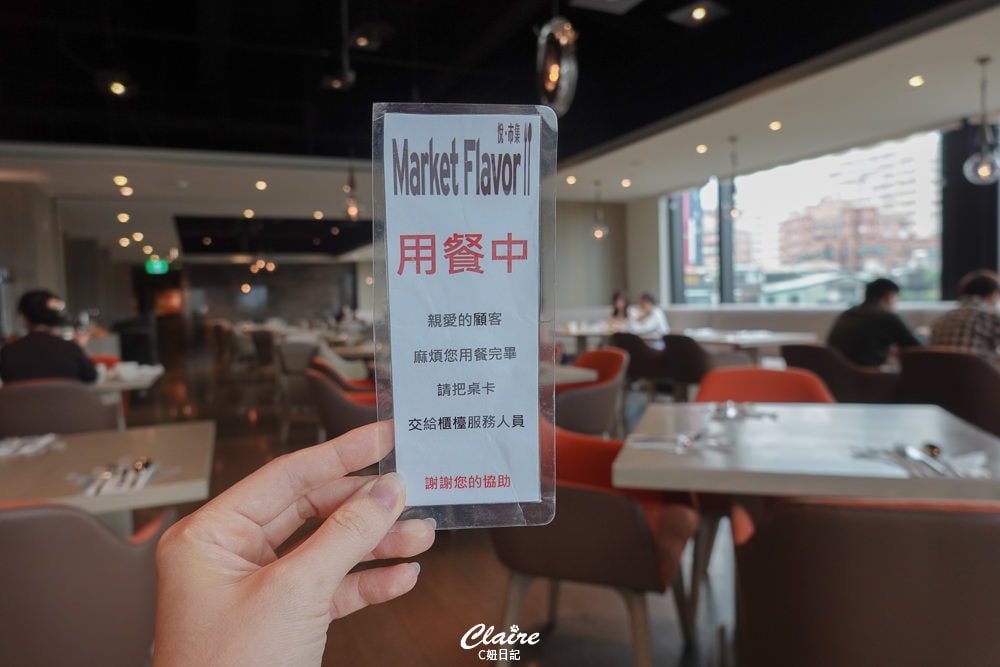 悅·市集
Market Flavor
用餐中
親愛的顧客
麻煩您用餐完畢
請把桌卡
交給櫃檯服務人員
謝謝您的協助
Claire
C妞日記